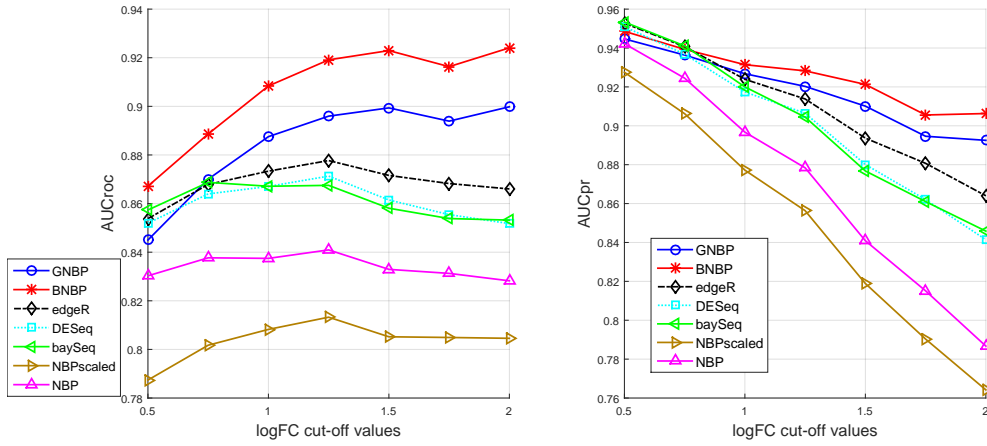 0.94
0.92
0.9
0.88
0.86
0.84
0.82
0.8
0.78
AUCroc
0.5
1
1.5
2
logFC cut-off values
GNBP
BNBP
edgeR
DESeq
baySeq
NBPscaled
NBP
0.96
0.94
0.92
0.9
0.88
0.86
0.84
0.82
0.8
0.78
0.76
AUCpr
0.5
1
1.5
2
logFC cut-off values
GNBP
BNBP
edgeR
DESeq
baySeq
NBPscaled
NBP